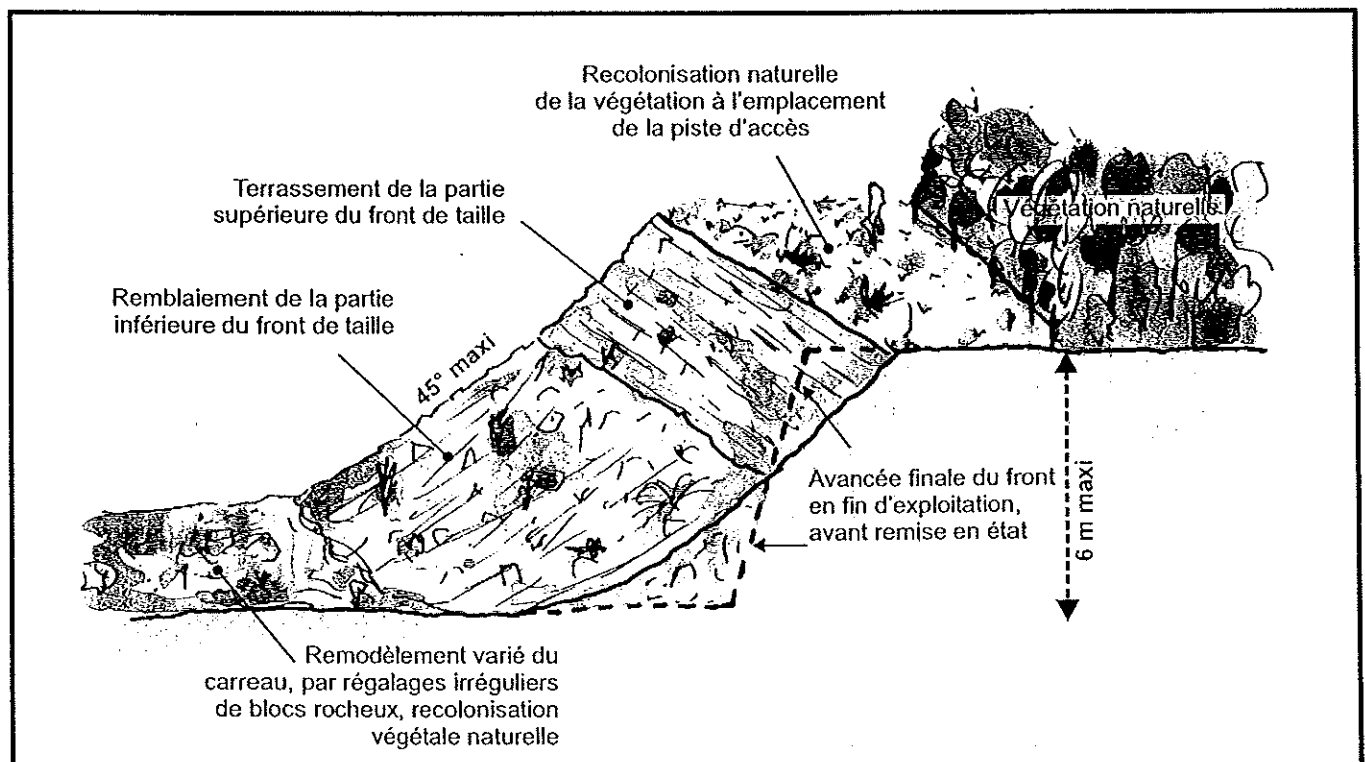 Recolonisation naturelle
de la végétation à l'emplacement
de la piste d'accès
Terrassement de la partie
supérieure du front de taille
Végétation naturelle
Remblaiement de la partie
inférieure du front de taille
45° maxi
Avancée finale du front
en fin d'exploitation,
avant remise en état
6 m maxi
Remodèlement varié du
carreau, par régalages irréguliers
de blocs rocheux, recolonisation
végétale naturelle